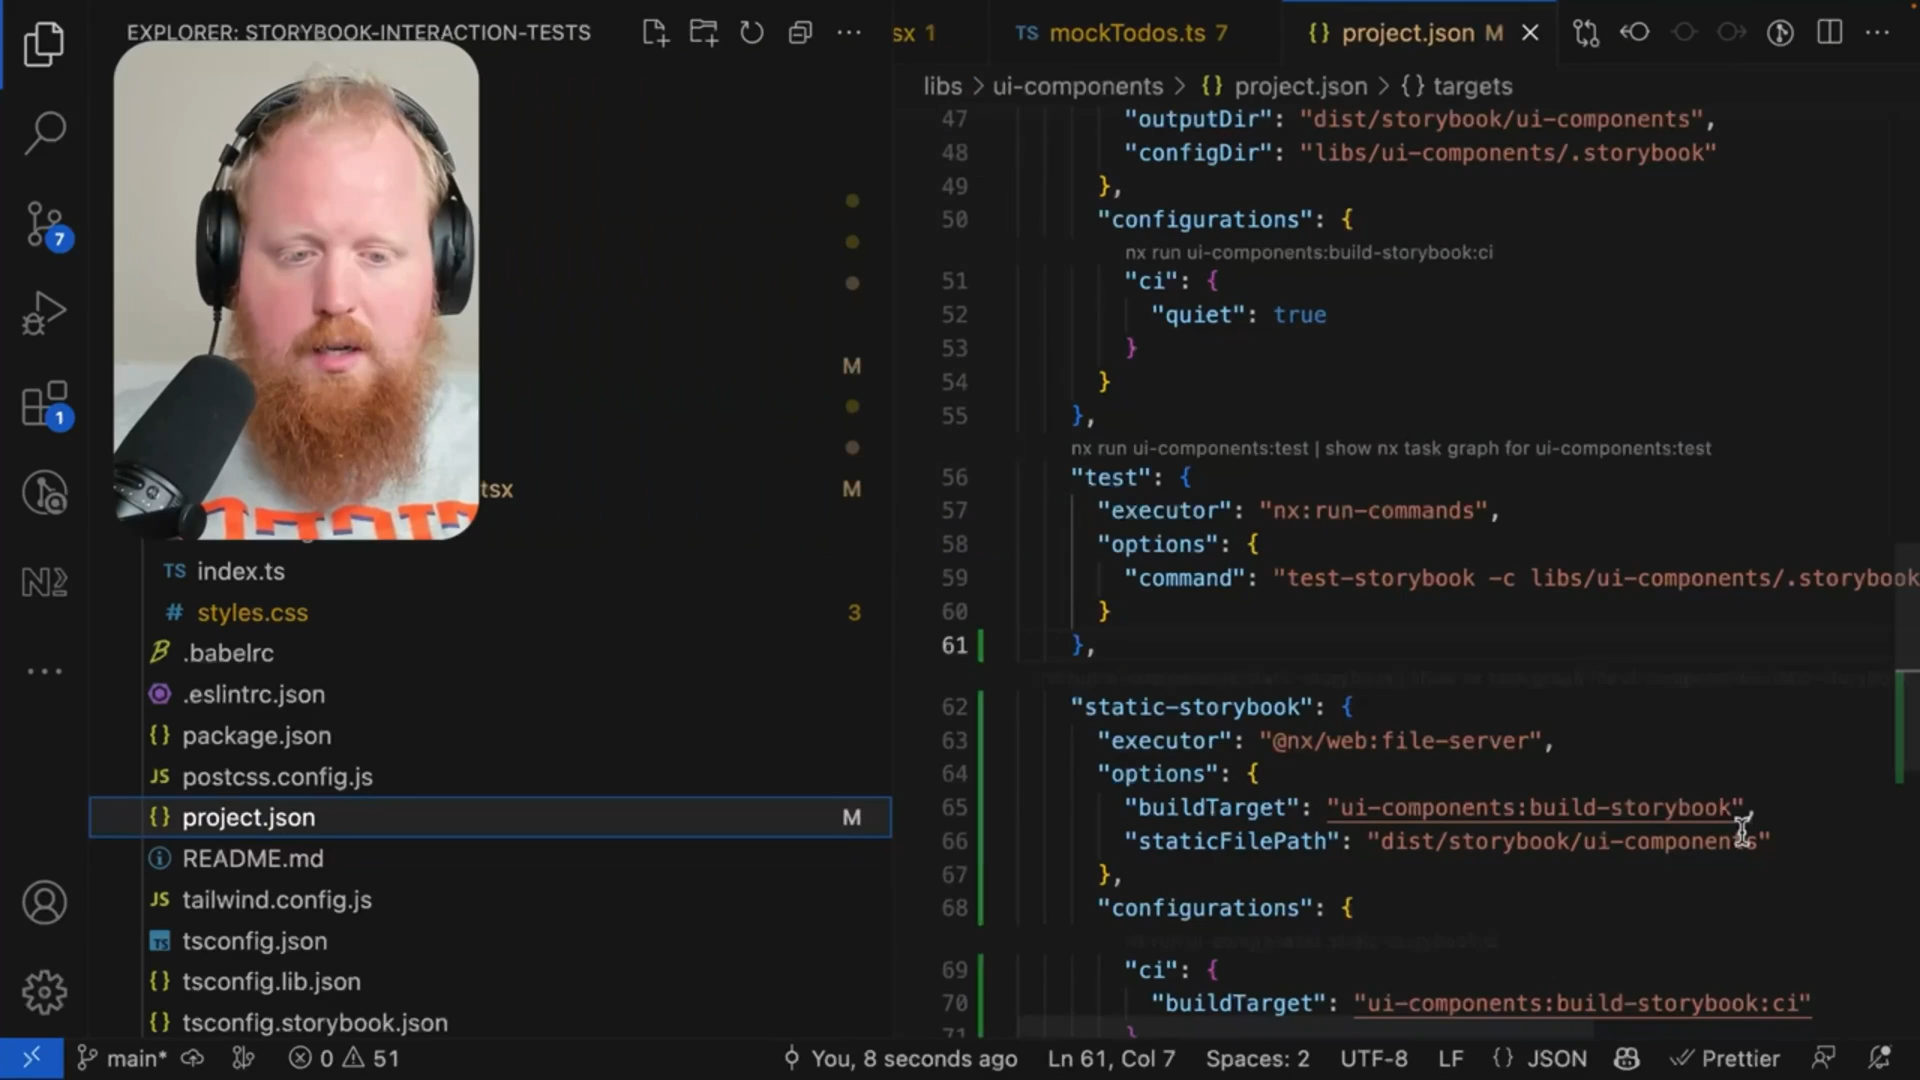 EXPLORER: STORYBOOK-INTERACTION-TESTS
sx 1
TS mockTodos.ts 7
{} project.json M
libs > ui-components > {} project.json > {} targets
7
1
M
tsx M
TS index.ts
# styles.css 3
.babelrc
.eslintrc.json
{} package.json
JS postcss.config.js
{} project.json M
README.md
JS tailwind.config.js
TS tsconfig.json
{} tsconfig.lib.json
{} tsconfig.storybook.json
47 "outputDir": "dist/storybook/ui-components",
48 "configDir": "libs/ui-components/.storybook"
49 },
50 "configurations": {
nx run ui-components:build-storybook:ci
51 "ci": {
52 "quiet": true
53 }
54 }
55 },
nx run ui-components:test | show nx task graph for ui-components:test
56 "test": {
57 "executor": "nx:run-commands",
58 "options": {
59 "command": "test-storybook -c libs/ui-components/.storybook
60 }
61 },
62 "static-storybook": {
63 "executor": "@nx/web:file-server",
64 "options": {
65 "buildTarget": "ui-components:build-storybook",
66 "staticFilePath": "dist/storybook/ui-components"
67 },
68 "configurations": {
69 "ci": {
70 "buildTarget": "ui-components:build-storybook:ci"
71 }
main* 0 51 You, 8 seconds ago Ln 61, Col 7 Spaces: 2 UTF-8 LF {} JSON Prettier